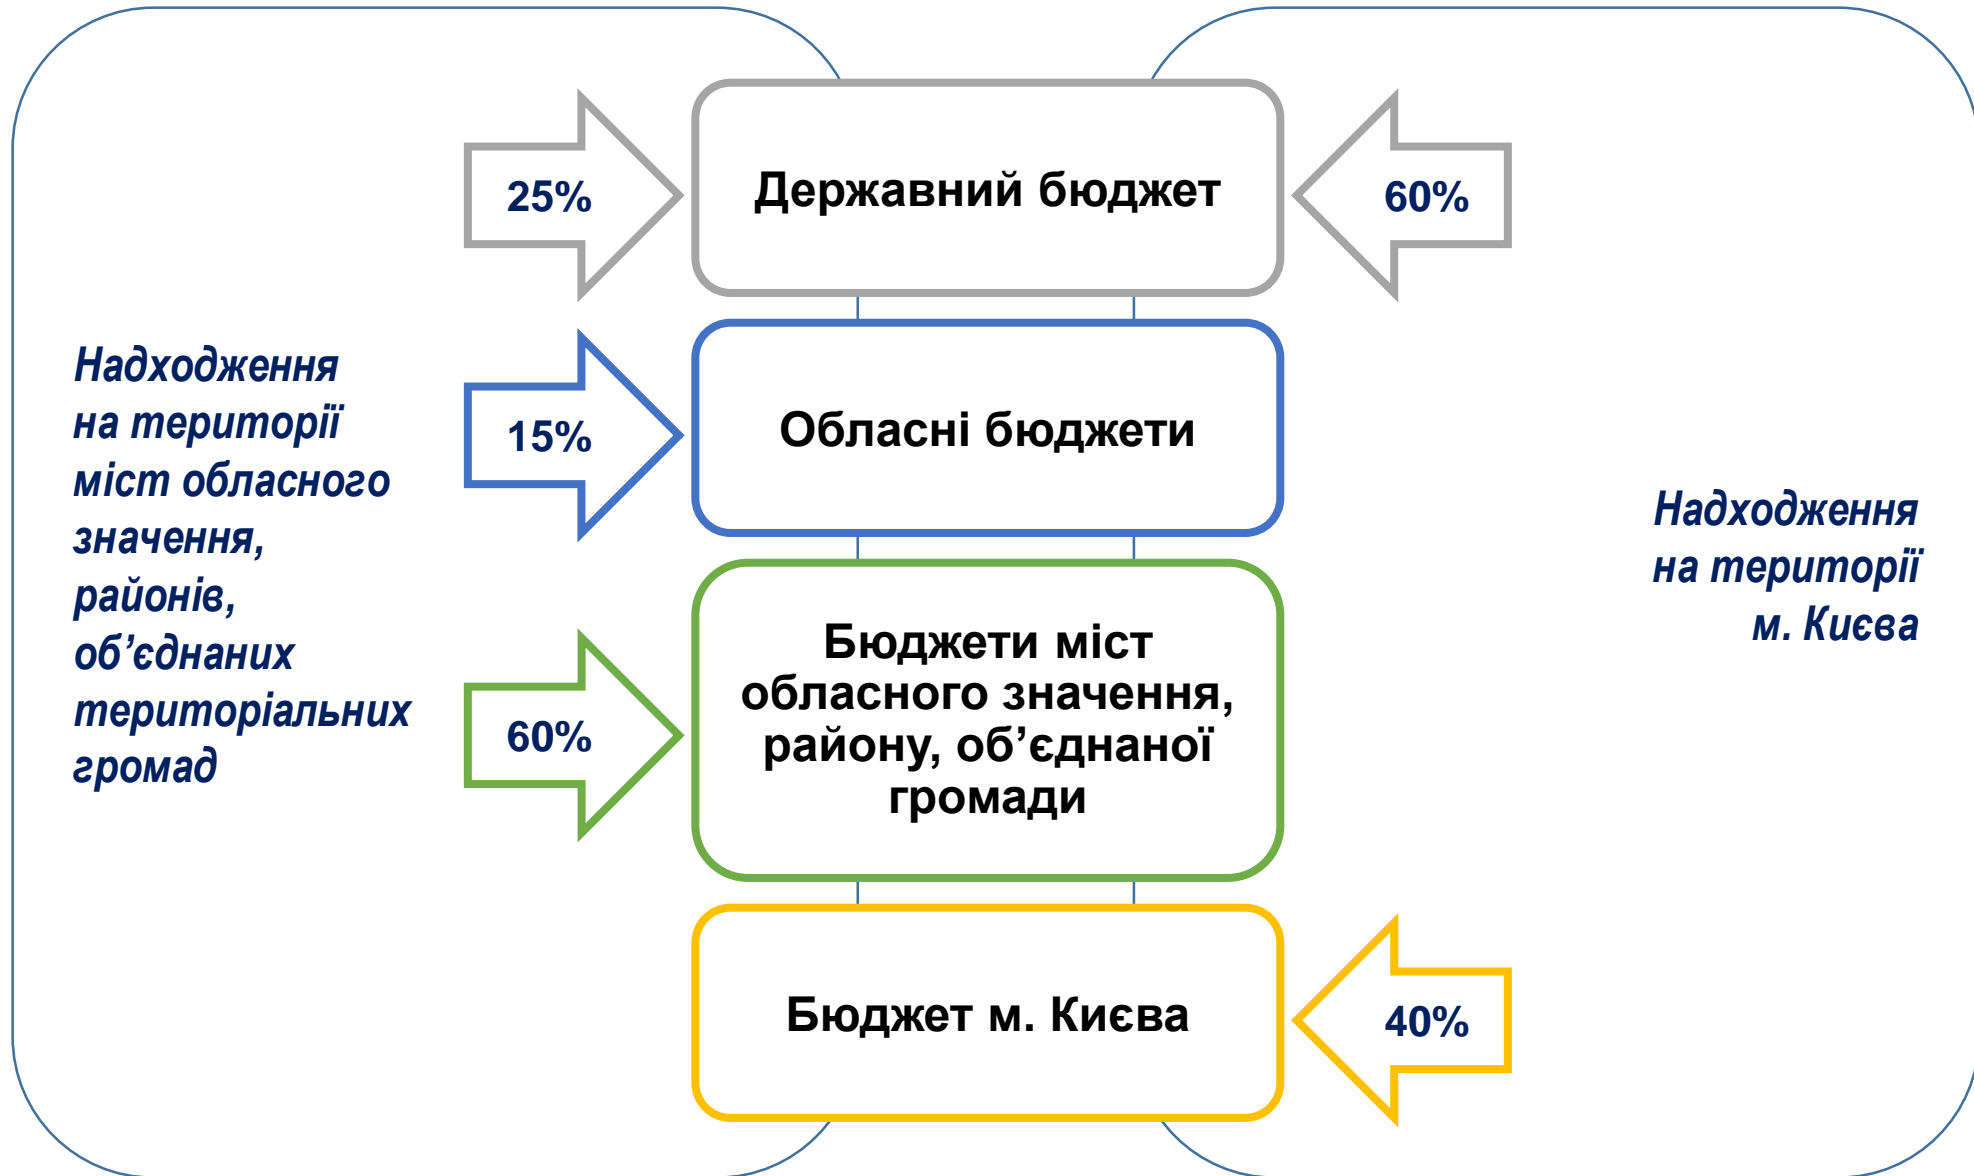 Надходження
на території
міст обласного
значення,
районів,
об’єднаних
територіальних
громад
25%
Державний бюджет
60%
15%
Обласні бюджети
60%
Бюджети міст
обласного значення,
району, об’єднаної
громади
Бюджет м. Києва
40%
Надходження
на території
м. Києва